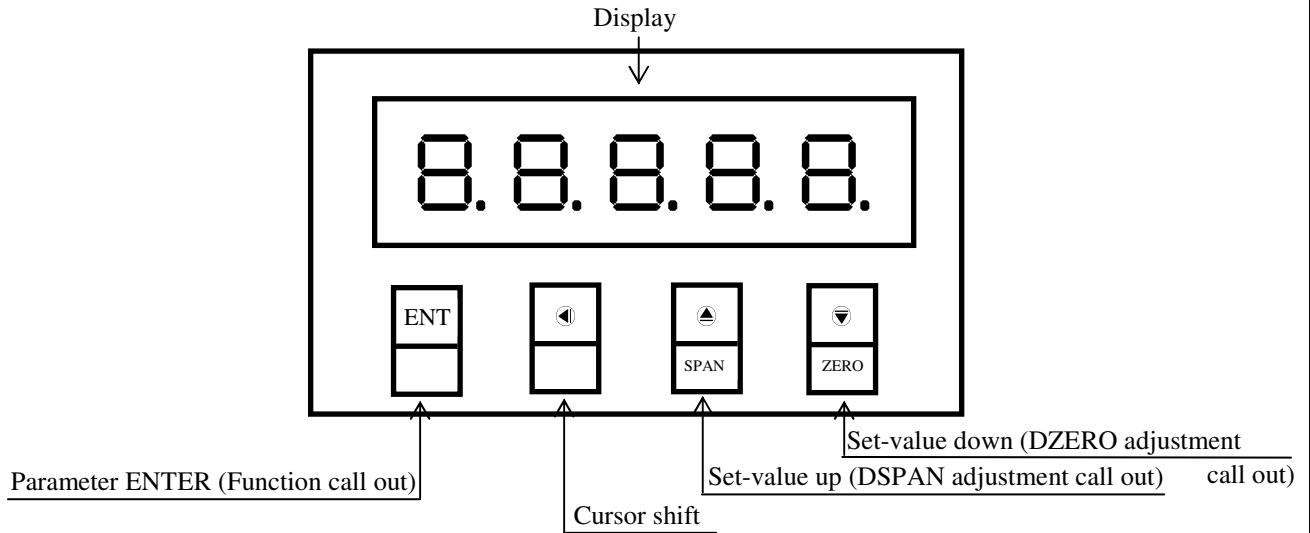 Display
8.8.8.8.8.
ENT
SPAN
ZERO
Set-value down (DZERO adjustment
call out)
Set-value up (DSPAN adjustment call out)
Parameter ENTER (Function call out)
Cursor shift